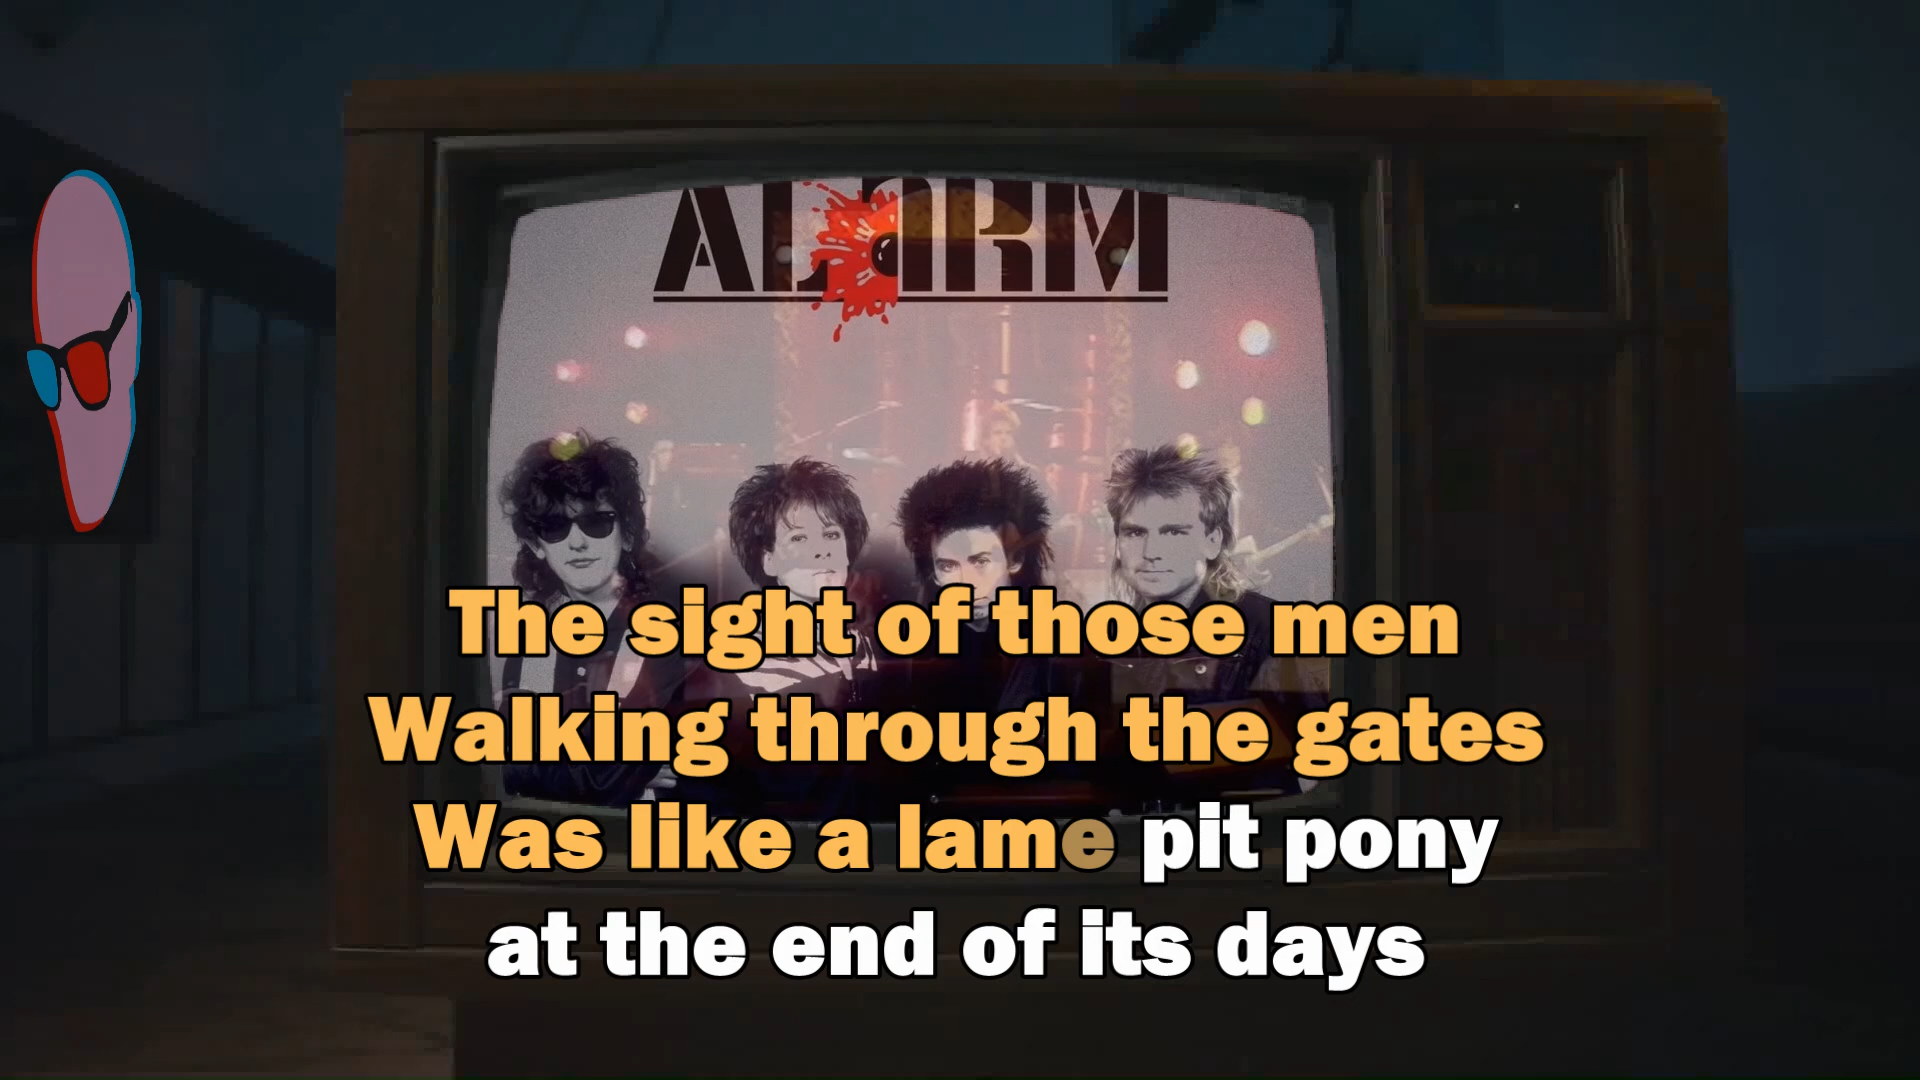 ALARM
The sight of those men
Walking through the gates
Was like a lame pit pony
at the end of its days